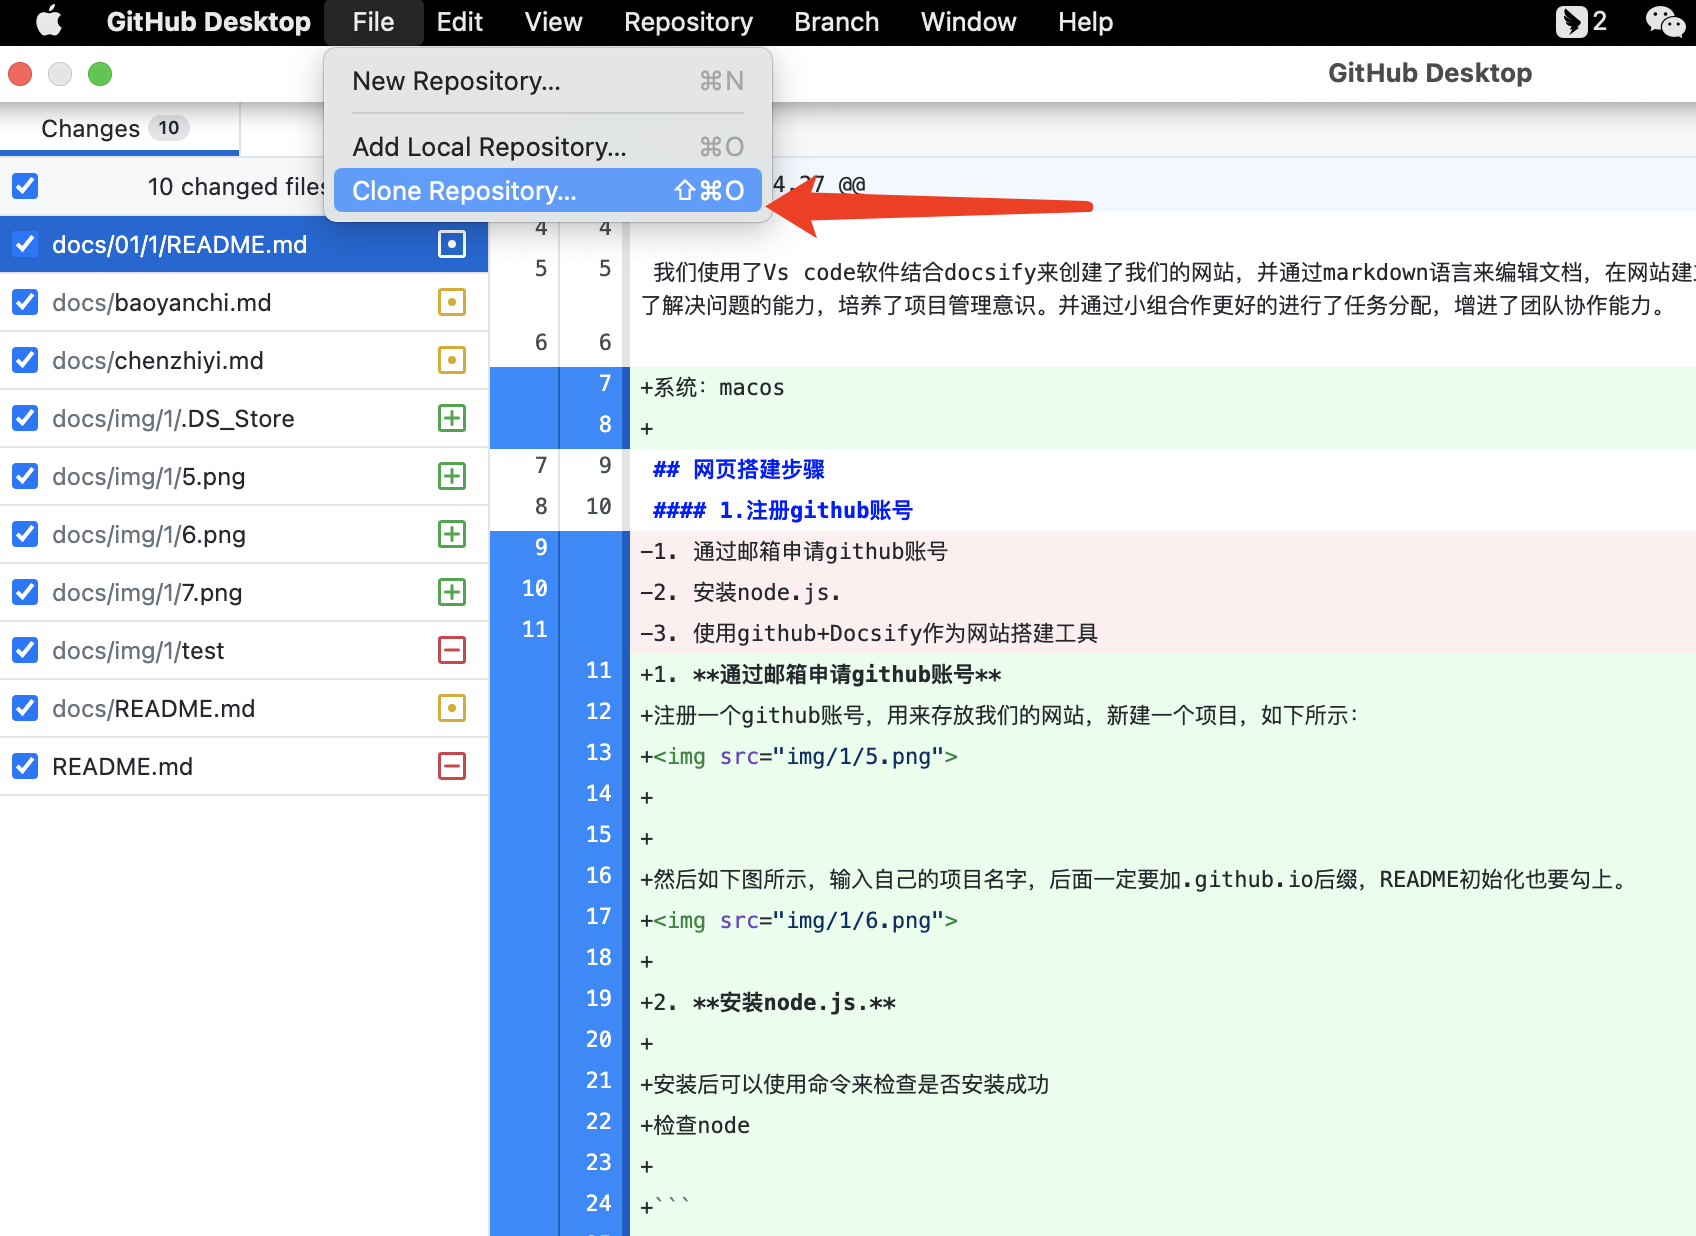 GitHub Desktop File Edit View Repository Branch Window Help 2
GitHub Desktop
New Repository... ⌘N
Add Local Repository... ⌘O
Clone Repository... ⇧⌘O
Changes 10
10 changed files
docs/01/1/README.md
docs/baoyanchi.md
docs/chenzhiyi.md
docs/img/1/.DS_Store
docs/img/1/5.png
docs/img/1/6.png
docs/img/1/7.png
docs/img/1/test
docs/README.md
README.md
@@
4 4
5 5 我们使用了Vs code软件结合docsify来创建了我们的网站，并通过markdown语言来编辑文档，在网站建
了解决问题的能力，培养了项目管理意识。并通过小组合作更好的进行了任务分配，增进了团队协作能力。
6 6
7 +系统：macos
8 +
7 9 ## 网页搭建步骤
8 10 #### 1.注册github账号
9 -1. 通过邮箱申请github账号
10 -2. 安装node.js.
11 -3. 使用github+Docsify作为网站搭建工具
11 +1. **通过邮箱申请github账号**
12 +注册一个github账号，用来存放我们的网站，新建一个项目，如下所示：
13 +<img src="img/1/5.png">
14 +
15 +
16 +然后如下图所示，输入自己的项目名字，后面一定要加.github.io后缀，README初始化也要勾上。
17 +<img src="img/1/6.png">
18 +
19 +2. **安装node.js.**
20 +
21 +安装后可以使用命令来检查是否安装成功
22 +检查node
23 +
24 +```